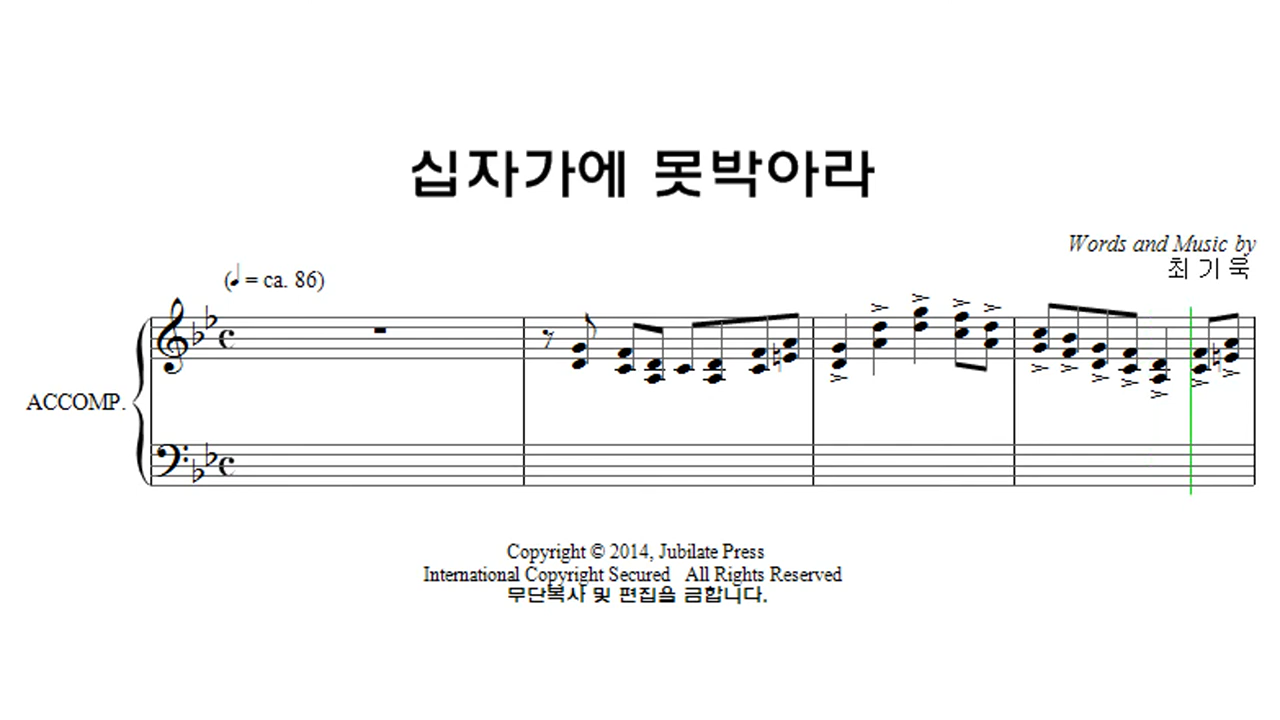 십자가에 못박아라
Words and Music by
최 기 욱
(♩ = ca. 86)
ACCOMP.
Copyright © 2014, Jubilate Press
International Copyright Secured All Rights Reserved
무단복사 및 편집을 금합니다.